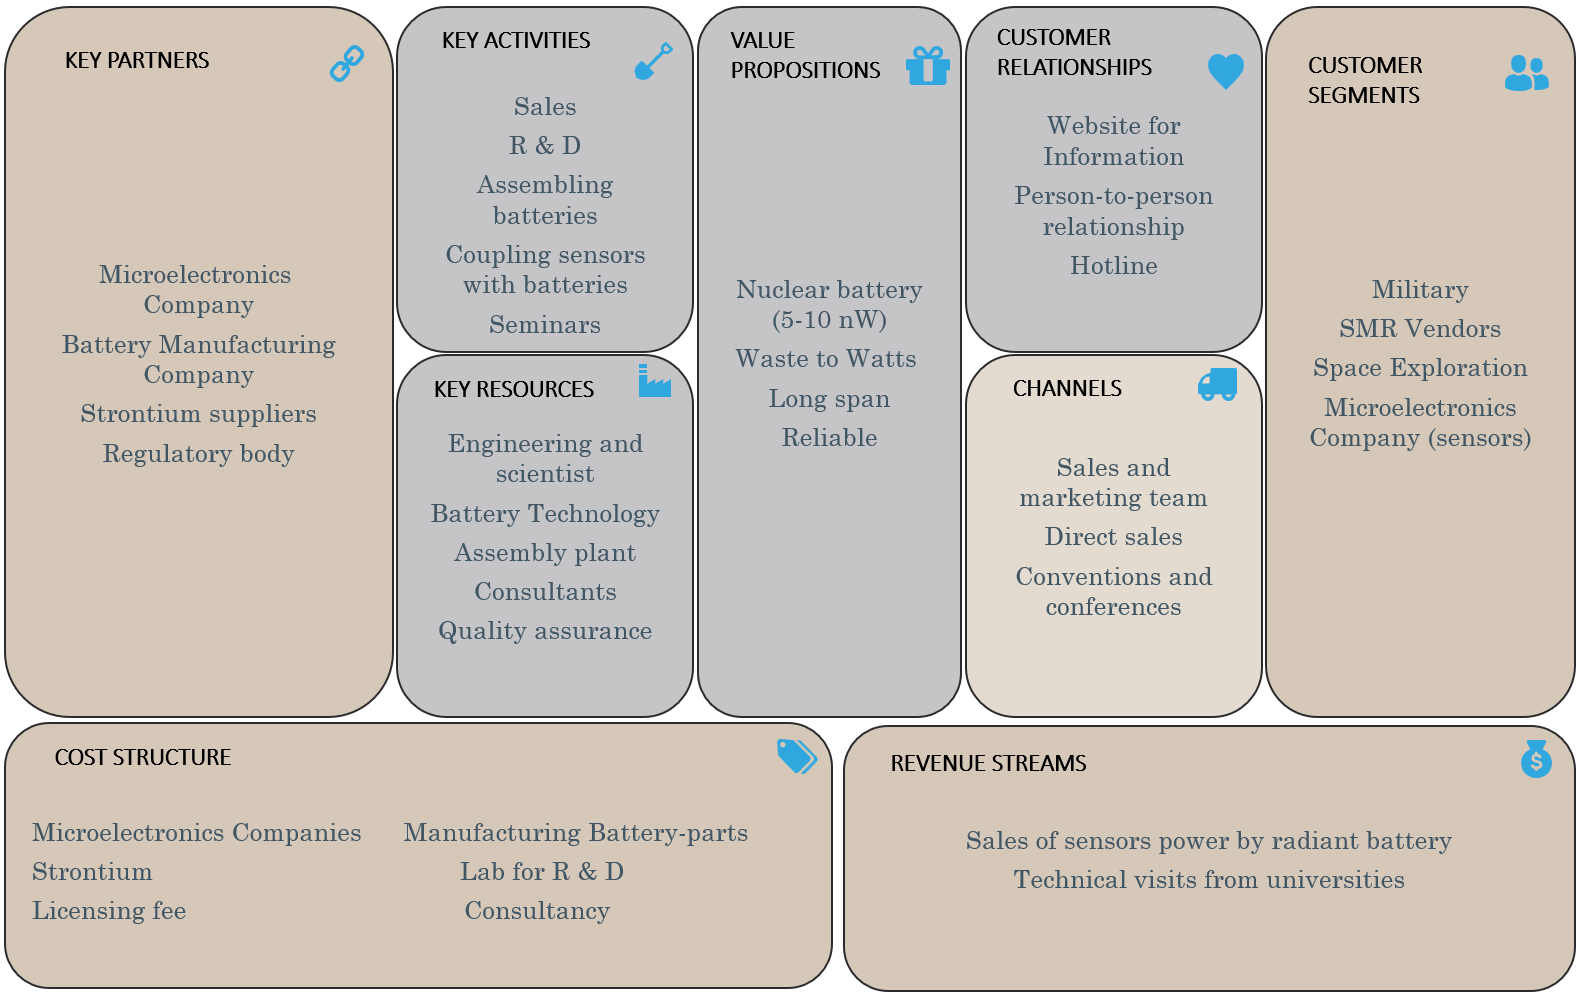 KEY PARTNERS
Microelectronics
Company
Battery Manufacturing
Company
Strontium suppliers
Regulatory body
KEY ACTIVITIES
Sales
R & D
Assembling
batteries
Coupling sensors
with batteries
Seminars
KEY RESOURCES
Engineering and
scientist
Battery Technology
Assembly plant
Consultants
Quality assurance
VALUE
PROPOSITIONS
Nuclear battery
(5-10 nW)
Waste to Watts
Long span
Reliable
CUSTOMER
RELATIONSHIPS
Website for
Information
Person-to-person
relationship
Hotline
CHANNELS
Sales and
marketing team
Direct sales
Conventions and
conferences
CUSTOMER
SEGMENTS
Military
SMR Vendors
Space Exploration
Microelectronics
Company (sensors)
COST STRUCTURE
Microelectronics Companies
Strontium
Licensing fee
Manufacturing Battery-parts
Lab for R & D
Consultancy
REVENUE STREAMS
$
Sales of sensors power by radiant battery
Technical visits from universities